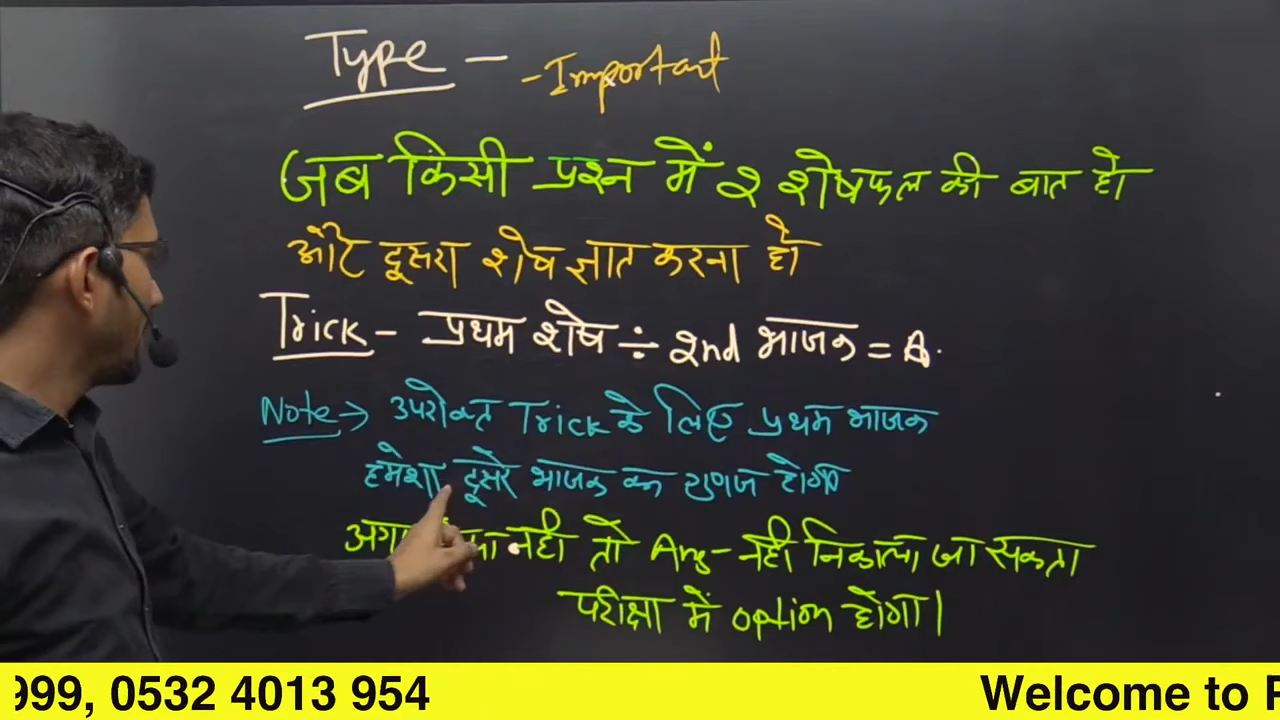 Type - - Important
जब किसी प्रश्न में 2 शेषफल की बात हो
और दूसरा शेष ज्ञात करना हो
Trick - प्रथम शेष ÷ 2nd भाजक = A.
Note → उपरोक्त Trick के लिए प्रथम भाजक
हमेशा दूसरे भाजक का गुणज होगा
नही तो Ans - नही निकाला जा सकता
परीक्षा में option होगा।
999, 0532 4013 954 Welcome to